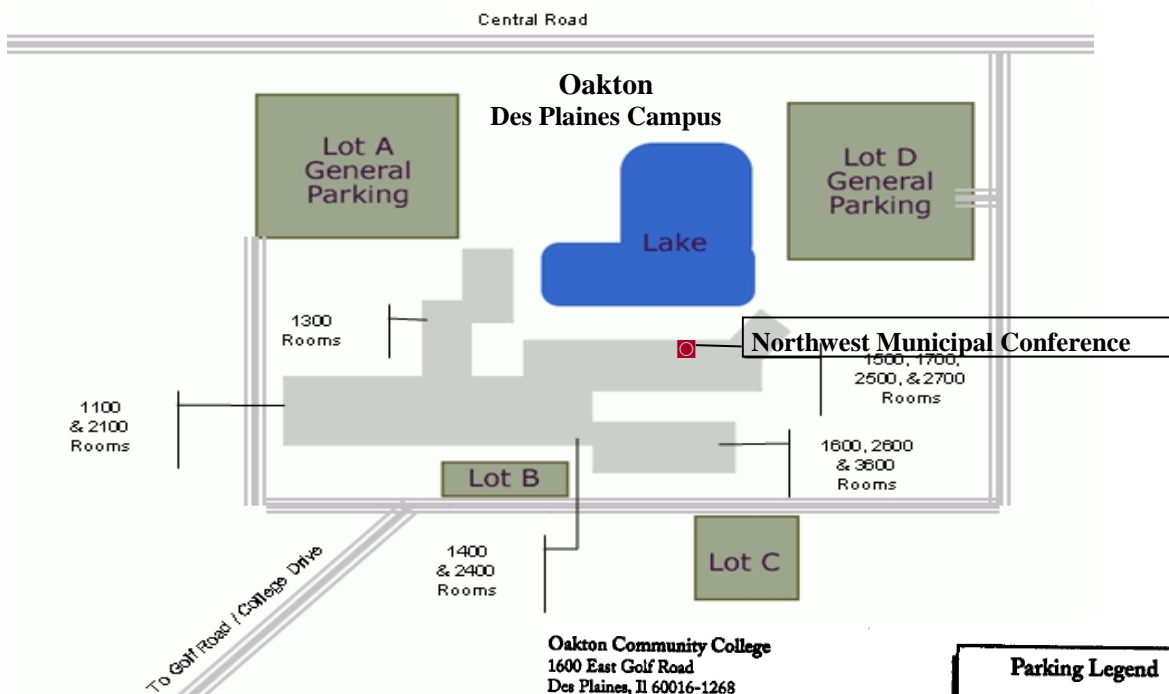 Central Road
Oakton
Des Plaines Campus
Lot A
General
Parking
Lot D
General
Parking
Lake
1300
Rooms
Northwest Municipal Conference
1500, 1700,
2500, & 2700
Rooms
1100
& 2100
Rooms
1600, 2600
& 3600
Rooms
Lot B
1400
& 2400
Rooms
Lot C
To Golf Road / College Drive
Oakton Community College
1600 East Golf Road
Des Plaines, Il 60016-1268
Parking Legend